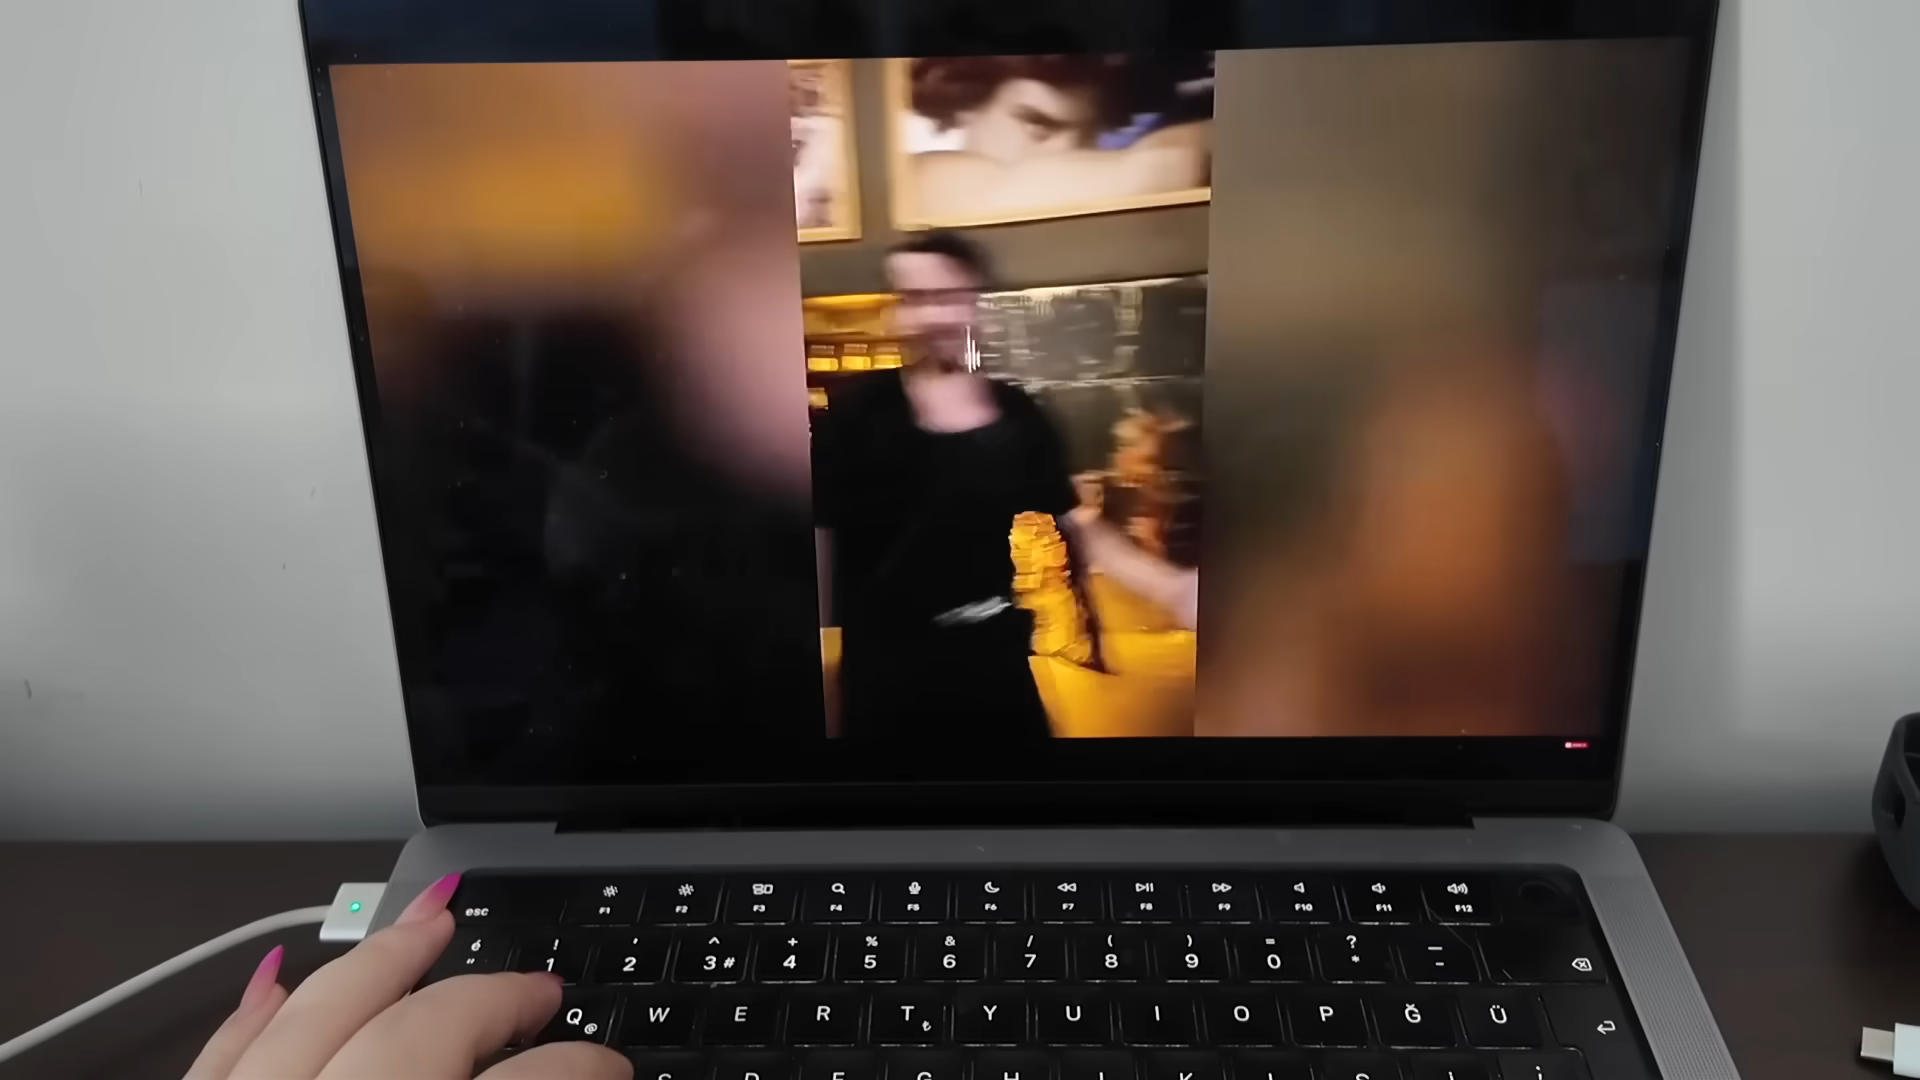 esc F1 F2 F3 F4 F5 F6 F7 F8 F9 F10 F11 F12
é ! ' ^ + % & / ( ) = ? _
" 1 2 3 # 4 5 6 7 8 9 0 * -
Q @ W E R T ₺ Y U I O P Ğ Ü